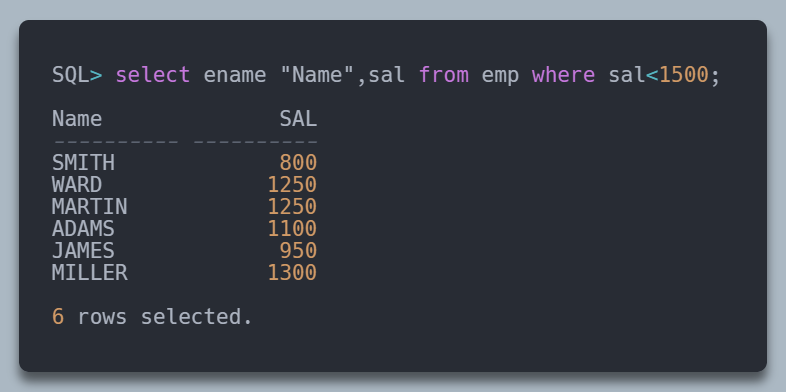 SQL> select ename "Name",sal from emp where sal<1500;
Name                SAL
---------- ----------
SMITH               800
WARD               1250
MARTIN             1250
ADAMS              1100
JAMES               950
MILLER             1300
6 rows selected.